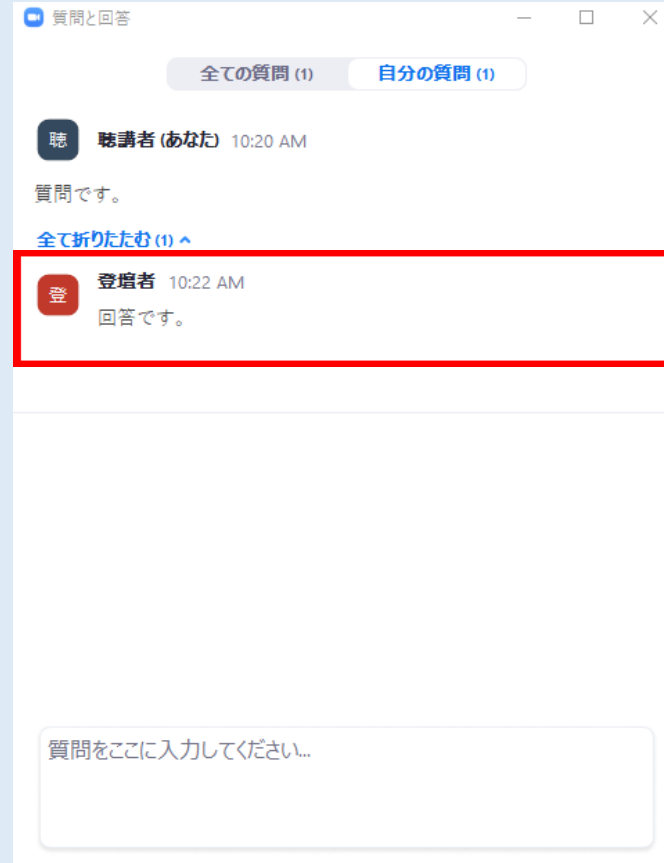 質問と回答
全ての質問 (1) 自分の質問 (1)
聴 聴講者 (あなた) 10:20 AM
質問です。
全て折りたたむ (1)
登 登壇者 10:22 AM
回答です。
質問をここに入力してください...